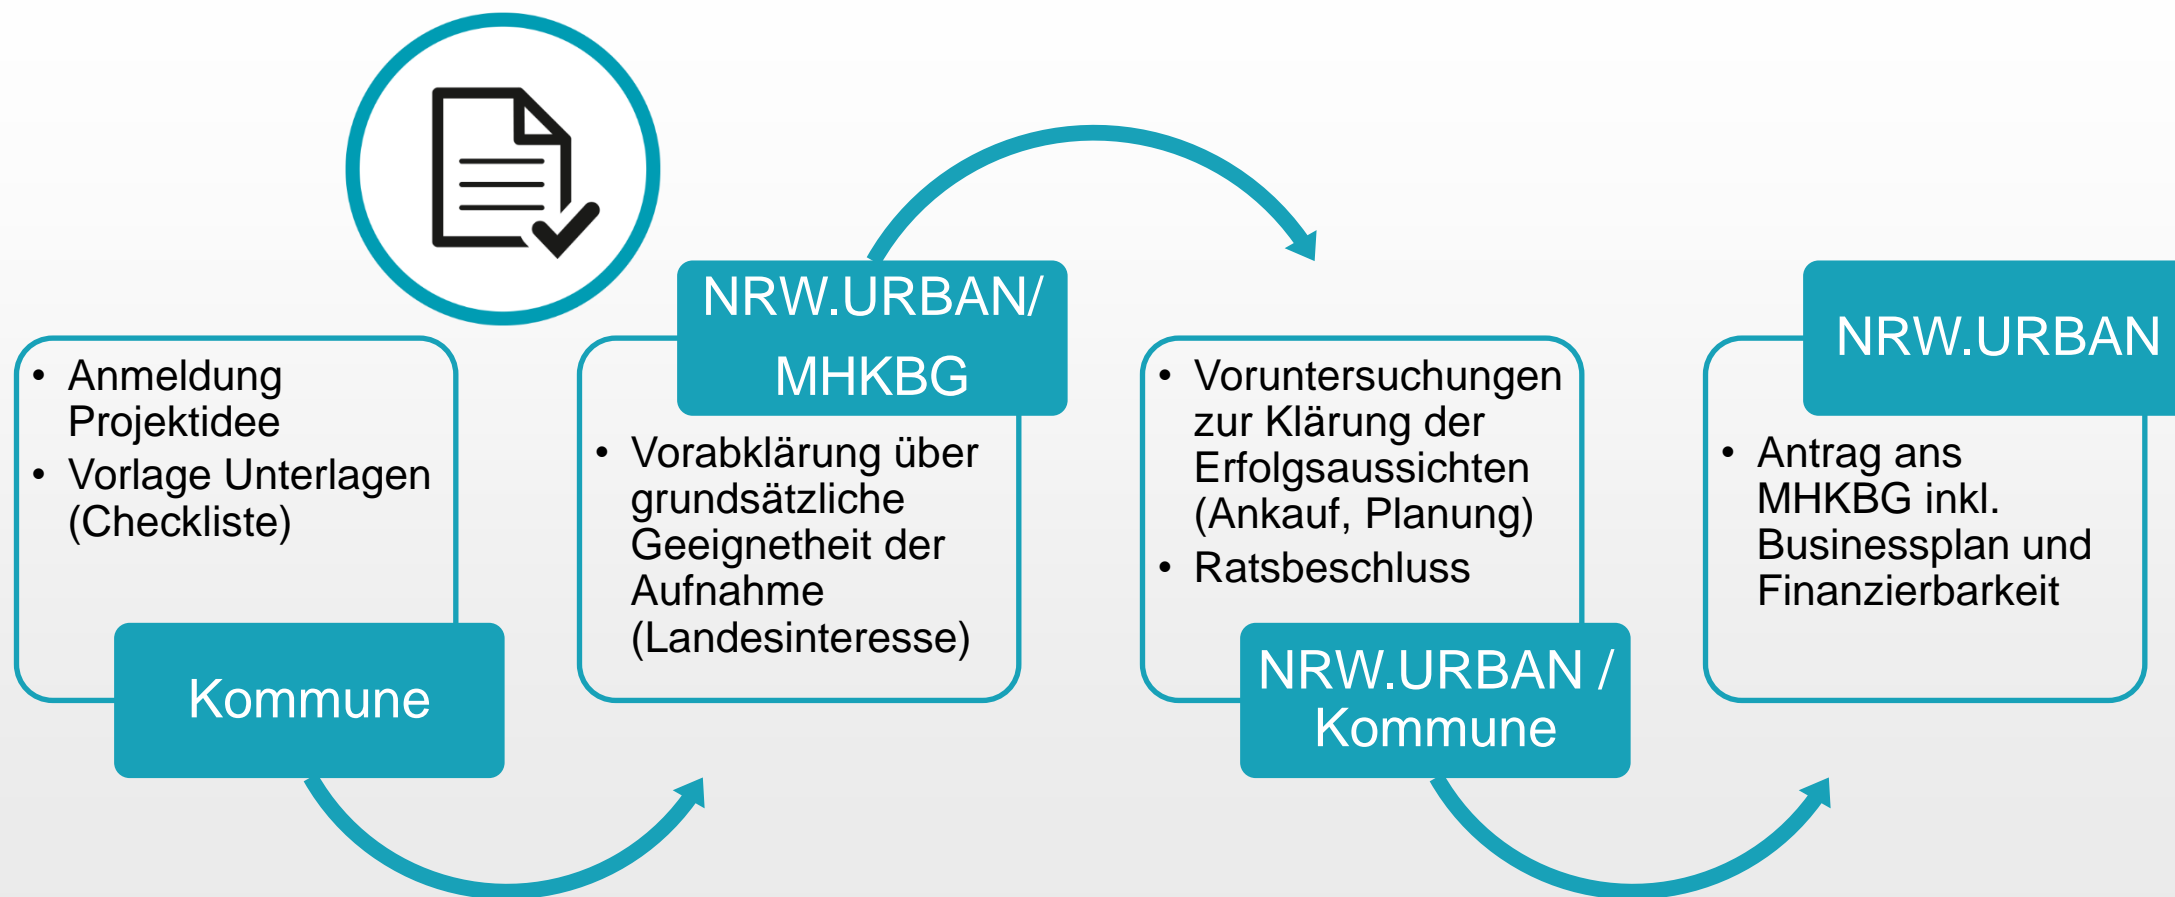 • Anmeldung
Projektidee
• Vorlage Unterlagen
(Checkliste)
Kommune
NRW.URBAN/
MHKBG
• Vorabklärung über
grundsätzliche
Geeignetheit der
Aufnahme
(Landesinteresse)
• Voruntersuchungen
zur Klärung der
Erfolgsaussichten
(Ankauf, Planung)
• Ratsbeschluss
NRW.URBAN /
Kommune
NRW.URBAN
• Antrag ans
MHKBG inkl.
Businessplan und
Finanzierbarkeit